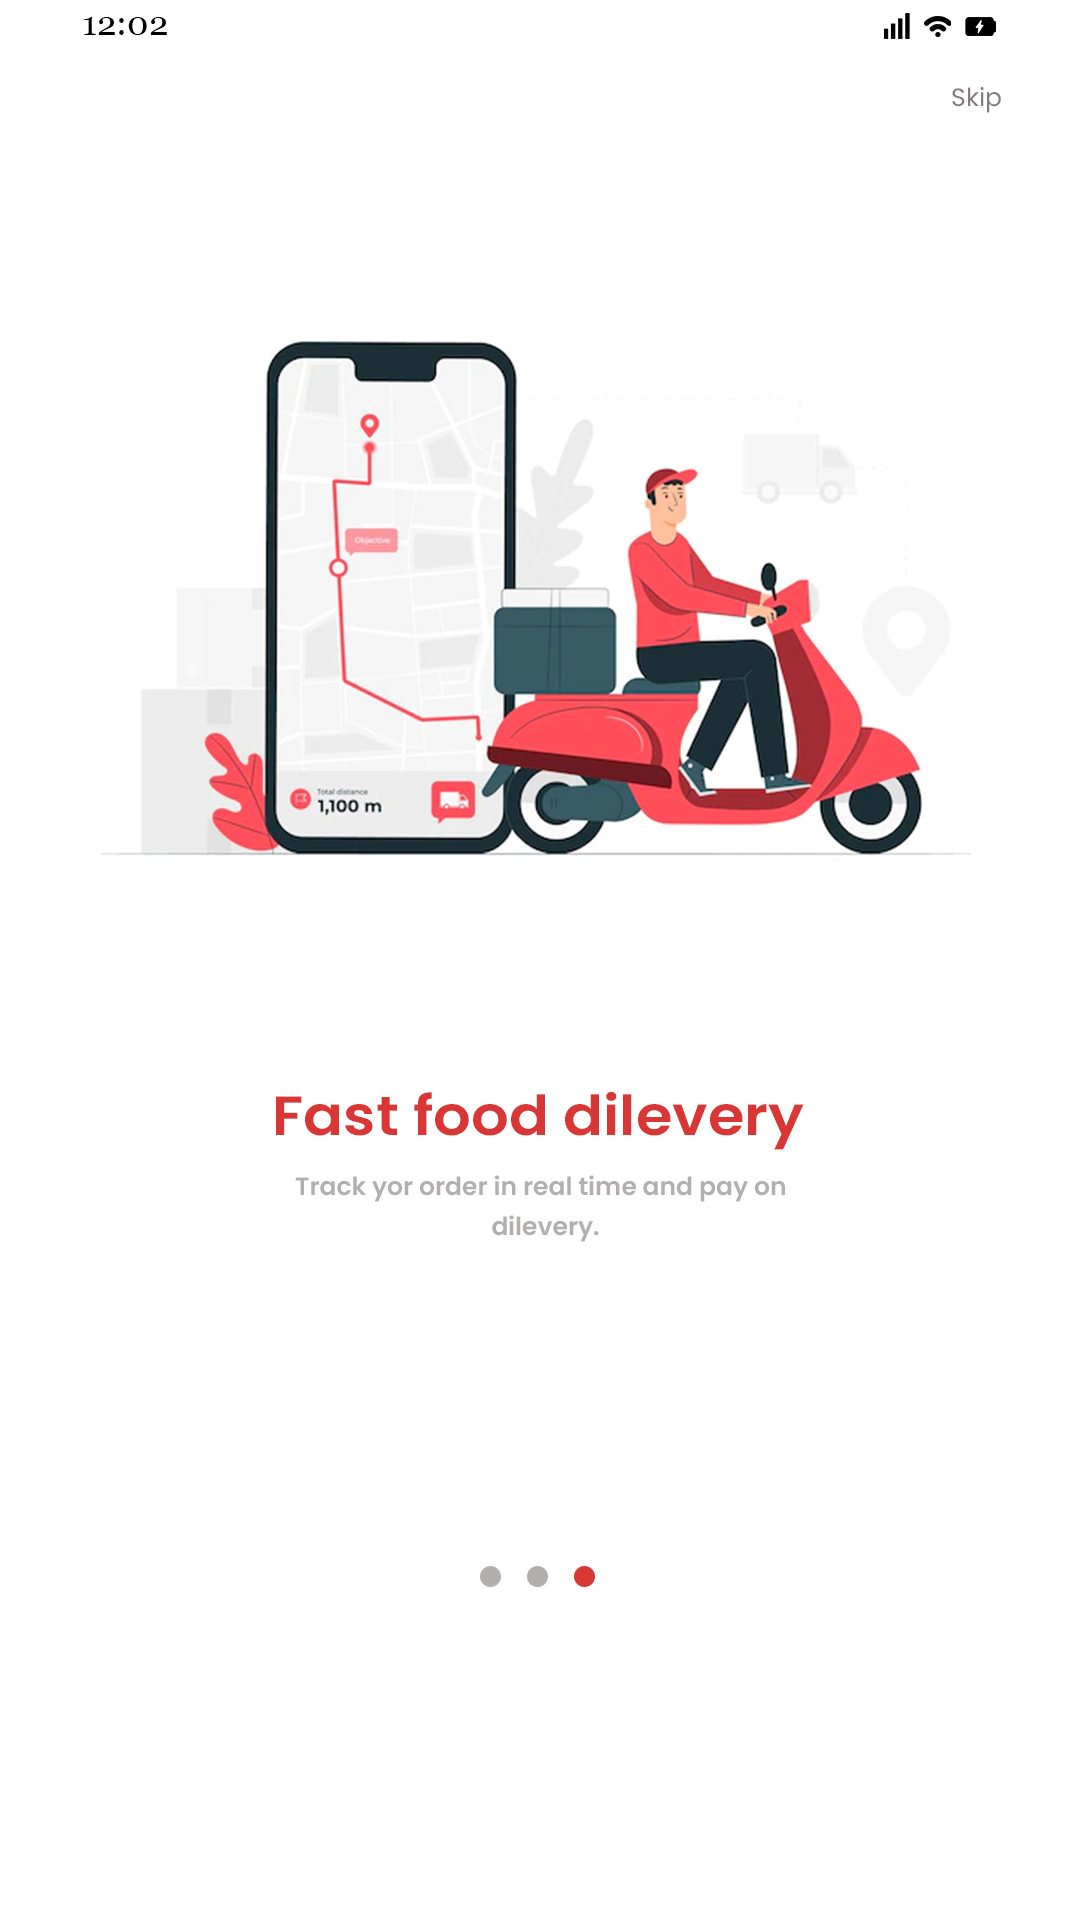 12:02
Skip
Objective
Total distance
1,100 m
Fast food dilevery
Track yor order in real time and pay on
dilevery.